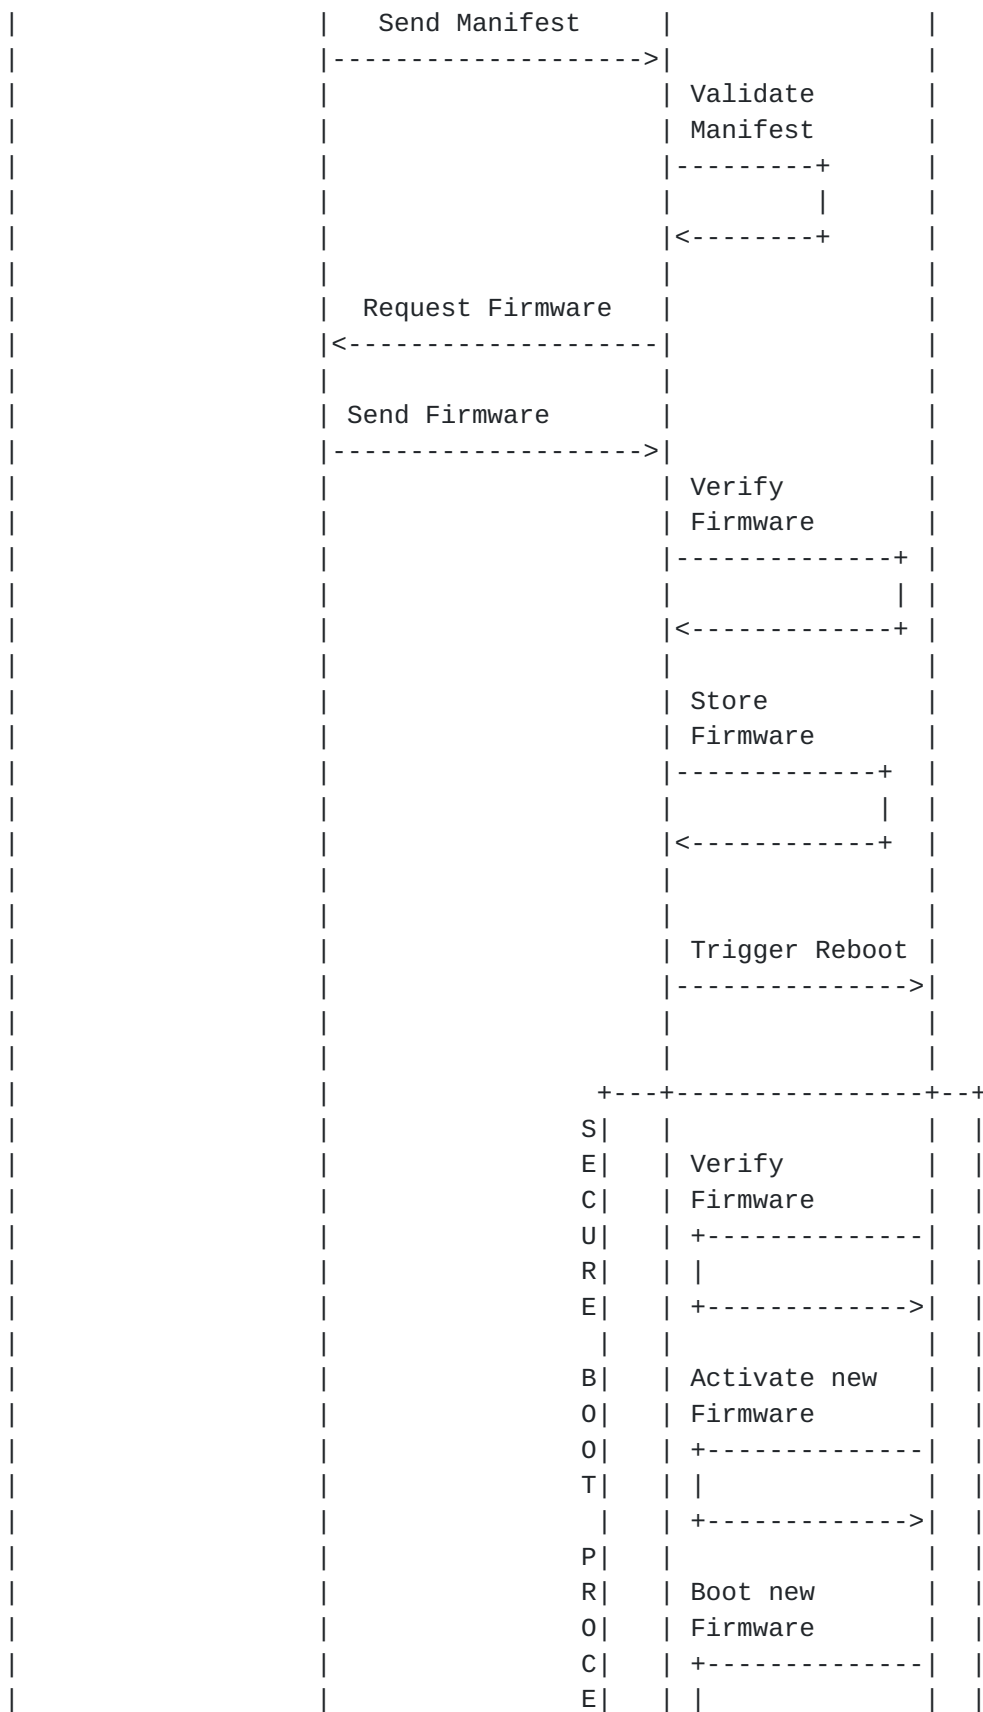 |                   |   Send Manifest     |                |
|                   |-------------------->|                |
|                   |                     | Validate       |
|                   |                     | Manifest       |
|                   |                     |---------+      |
|                   |                     |         |      |
|                   |                     |<--------+      |
|                   |                     |                |
|                   |  Request Firmware   |                |
|                   |<--------------------|                |
|                   |                     |                |
|                   | Send Firmware       |                |
|                   |-------------------->|                |
|                   |                     | Verify         |
|                   |                     | Firmware       |
|                   |                     |--------------+ |
|                   |                     |              | |
|                   |                     |<-------------+ |
|                   |                     |                |
|                   |                     | Store          |
|                   |                     | Firmware       |
|                   |                     |-------------+  |
|                   |                     |             |  |
|                   |                     |<------------+  |
|                   |                     |                |
|                   |                     |                |
|                   |                     | Trigger Reboot |
|                   |                     |--------------->|
|                   |                     |                |
|                   |                     |                |
|                   |                 +---+----------------+--+
|                   |                S|   |                |  |
|                   |                E|   | Verify         |  |
|                   |                C|   | Firmware       |  |
|                   |                U|   | +--------------|  |
|                   |                R|   | |              |  |
|                   |                E|   | +------------->|  |
|                   |                 |   |                |  |
|                   |                B|   | Activate new   |  |
|                   |                O|   | Firmware       |  |
|                   |                O|   | +--------------|  |
|                   |                T|   | |              |  |
|                   |                 |   | +------------->|  |
|                   |                P|   |                |  |
|                   |                R|   | Boot new       |  |
|                   |                O|   | Firmware       |  |
|                   |                C|   | +--------------|  |
|                   |                E|   | |              |  |